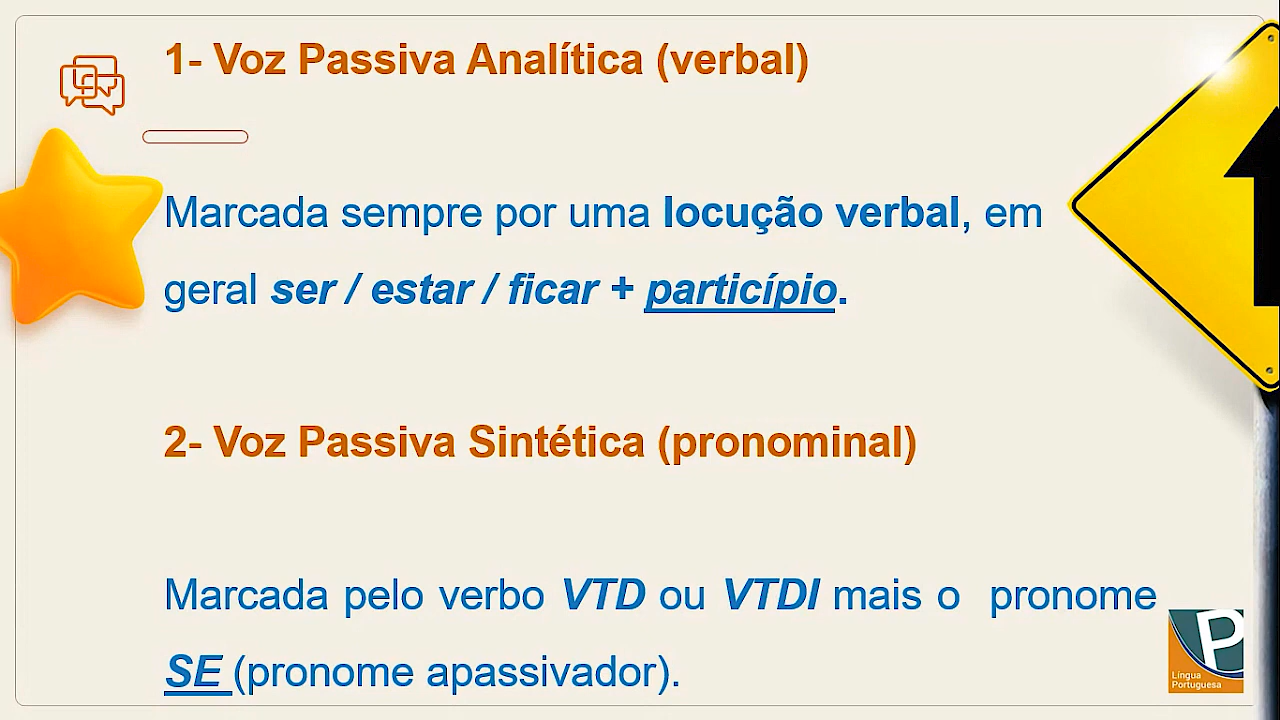 1- Voz Passiva Analítica (verbal)
Marcada sempre por uma locução verbal, em
geral ser / estar / ficar + particípio.
2- Voz Passiva Sintética (pronominal)
Marcada pelo verbo VTD ou VTDI mais o pronome
SE (pronome apassivador).
P
Língua
Portuguesa